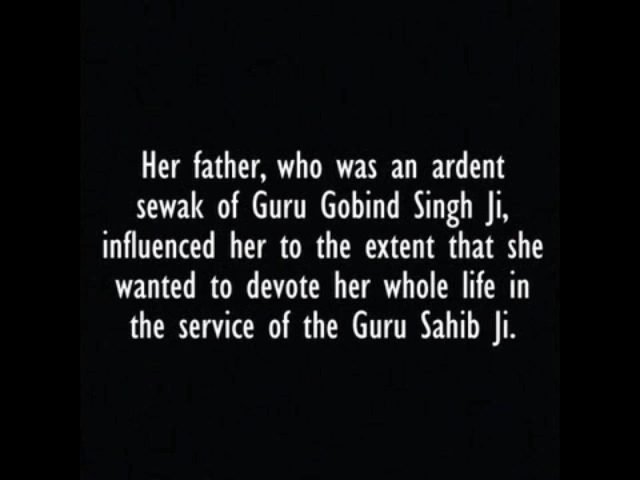 Her father, who was an ardent
sewak of Guru Gobind Singh Ji,
influenced her to the extent that she
wanted to devote her whole life in
the service of the Guru Sahib Ji.